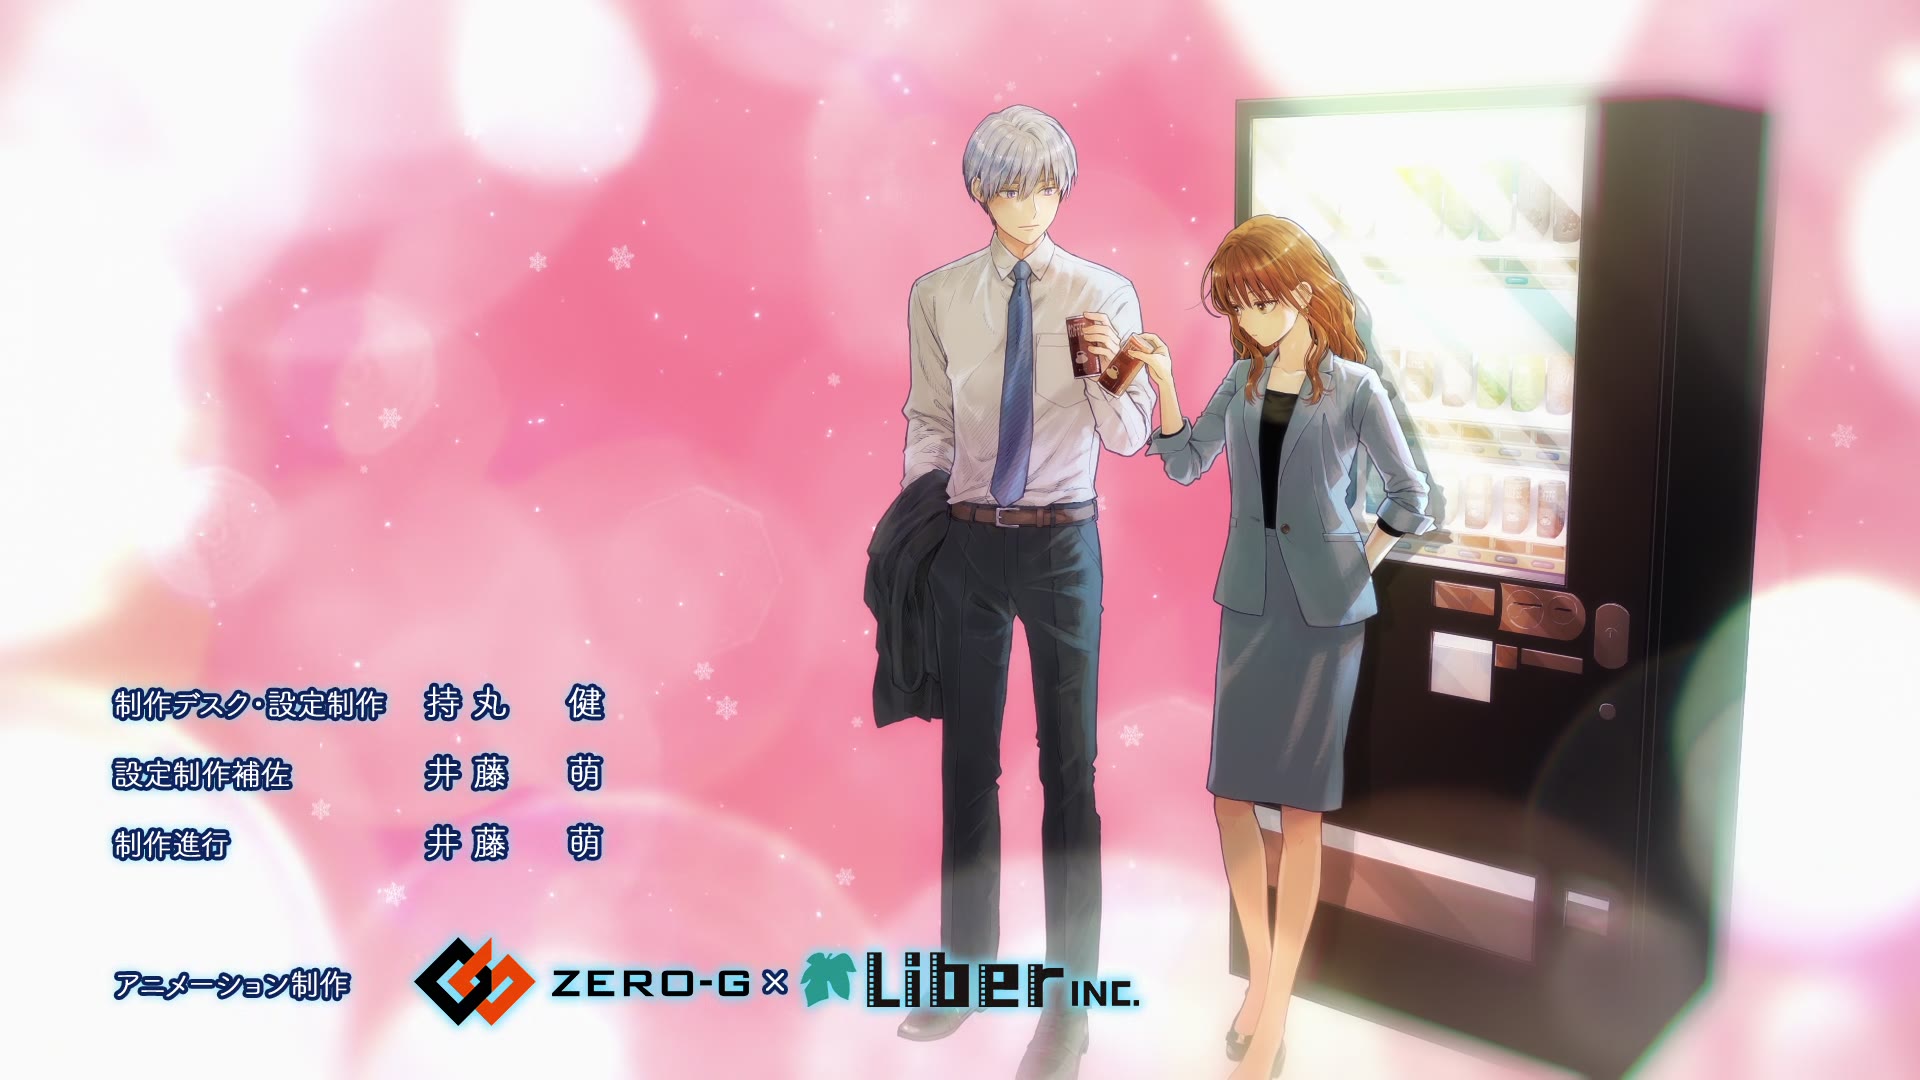 制作デスク・設定制作 持丸 健
設定制作補佐 井藤 萌
制作進行 井藤 萌
アニメーション制作 ZERO-G × Liber INC.